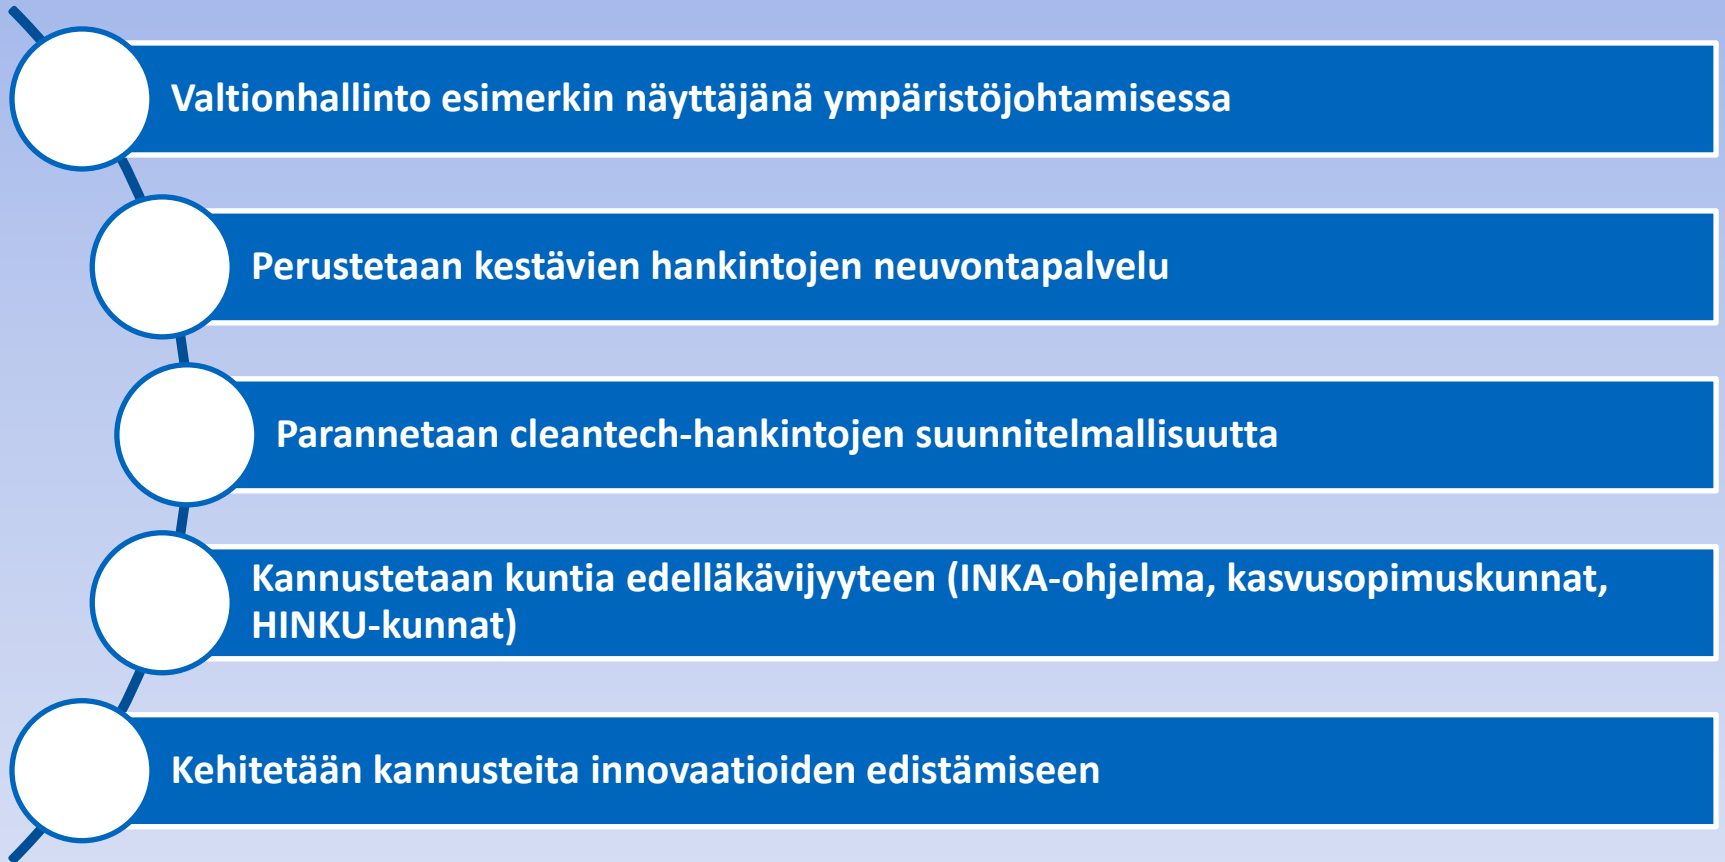 Valtionhallinto esimerkin näyttäjänä ympäristöjohtamisessa
Perustetaan kestävien hankintojen neuvontapalvelu
Parannetaan cleantech-hankintojen suunnitelmallisuutta
Kannustetaan kuntia edelläkävijyyteen (INKA-ohjelma, kasvusopimuskunnat,
HINKU-kunnat)
Kehitetään kannusteita innovaatioiden edistämiseen